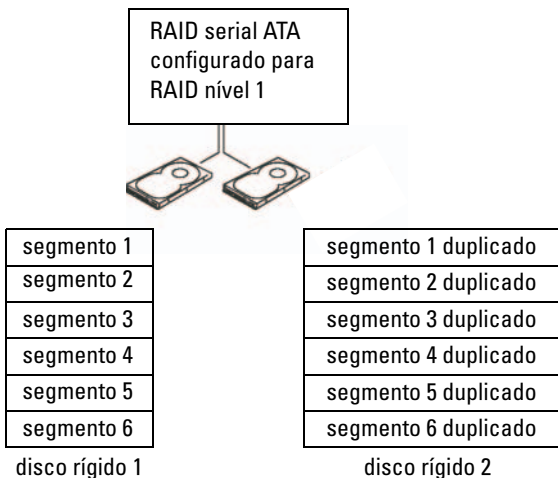 RAID serial ATA
configurado para
RAID nível 1
segmento 1
segmento 2
segmento 3
segmento 4
segmento 5
segmento 6
disco rígido 1
segmento 1 duplicado
segmento 2 duplicado
segmento 3 duplicado
segmento 4 duplicado
segmento 5 duplicado
segmento 6 duplicado
disco rígido 2